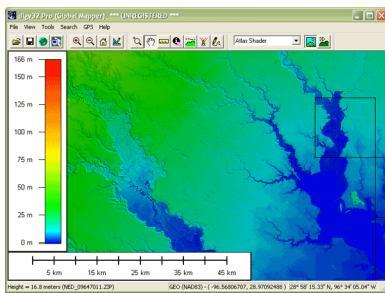 dlgv32 Pro (Global Mapper) *** UNREGISTERED ***
File View Tools Search GPS Help
Atlas Shader
3D
166 m
150 m
125 m
100 m
75 m
50 m
25 m
0 m
5 km 15 km 25 km 35 km 45 km
Height = 16.8 meters (NED_09647011.ZIP) GEO (NAD83) - ( -96.56806707, 28.97092488 ) 28° 58' 15.33" N, 96° 34' 05.04" W